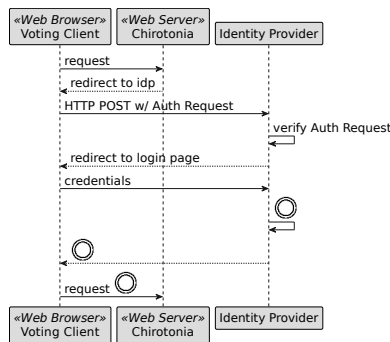 «Web Browser»
Voting Client
«Web Server»
Chirotonia
Identity Provider
request
redirect to idp
HTTP POST w/ Auth Request
verify Auth Request
redirect to login page
credentials
request
«Web Browser»
Voting Client
«Web Server»
Chirotonia
Identity Provider